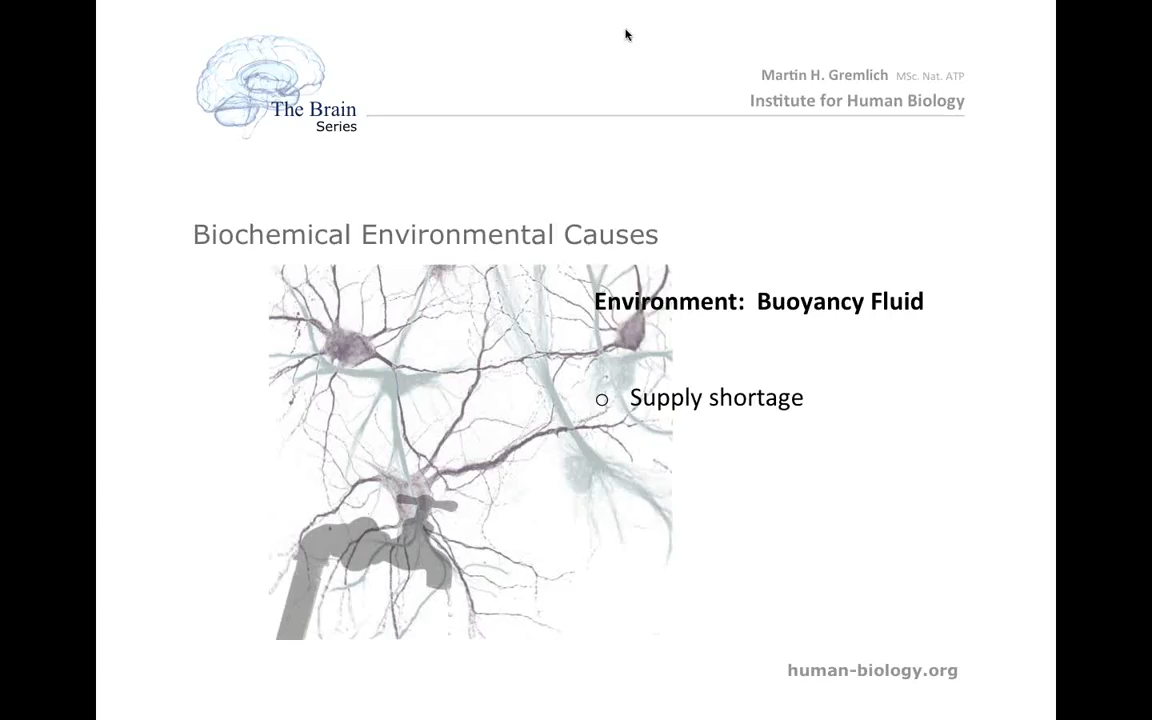 Martin H. Gremlich MSc. Nat. ATP
Institute for Human Biology
The Brain
Series
Biochemical Environmental Causes
Environment:  Buoyancy Fluid
o Supply shortage
human-biology.org